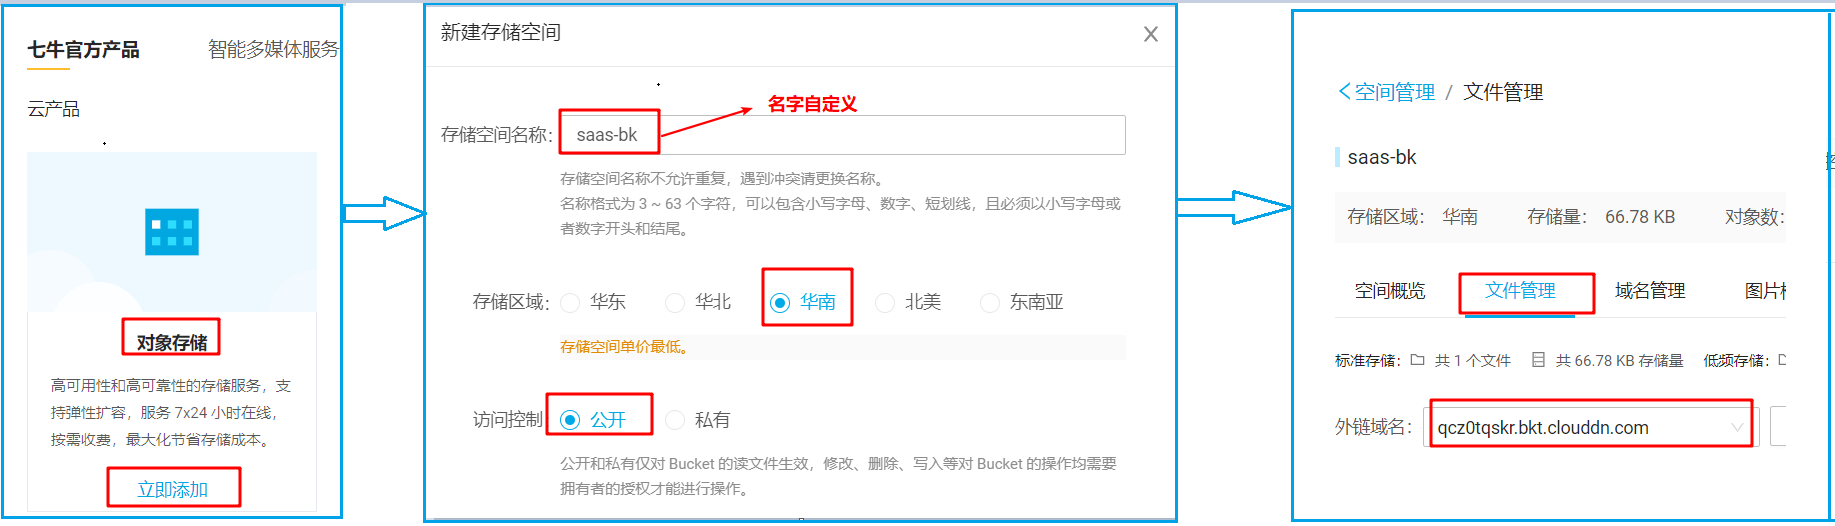 七牛官方产品 智能多媒体服务
云产品
对象存储
高可用性和高可靠性的存储服务，支
持弹性扩容，服务 7x24 小时在线，
按需收费，最大化节省存储成本。
立即添加
新建存储空间
名字自定义
存储空间名称： saas-bk
存储空间名称不允许重复，遇到冲突请更换名称。
名称格式为 3 ~ 63 个字符，可以包含小写字母、数字、短划线，且必须以小写字母或
者数字开头和结尾。
存储区域： 华东 华北 华南 北美 东南亚
存储空间单价最低。
访问控制 公开 私有
公开和私有仅对 Bucket 的读文件生效，修改、删除、写入等对 Bucket 的操作均需要
拥有者的授权才能进行操作。
空间管理 / 文件管理
saas-bk
存储区域： 华南 存储量： 66.78 KB 对象数：
空间概览 文件管理 域名管理 图片
标准存储： 共 1 个文件 共 66.78 KB 存储量 低频存储：
外链域名： qcz0tqskr.bkt.clouddn.com